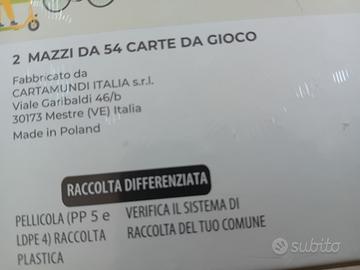 2 MAZZI DA 54 CARTE DA GIOCO
Fabbricato da
CARTAMUNDI ITALIA s.r.l.
Viale Garibaldi 46/b
30173 Mestre (VE) Italia
Made in Poland
RACCOLTA DIFFERENZIATA
PELLICOLA (PP 5 e
LDPE 4) RACCOLTA
PLASTICA
VERIFICA IL SISTEMA DI
RACCOLTA DEL TUO COMUNE
subito